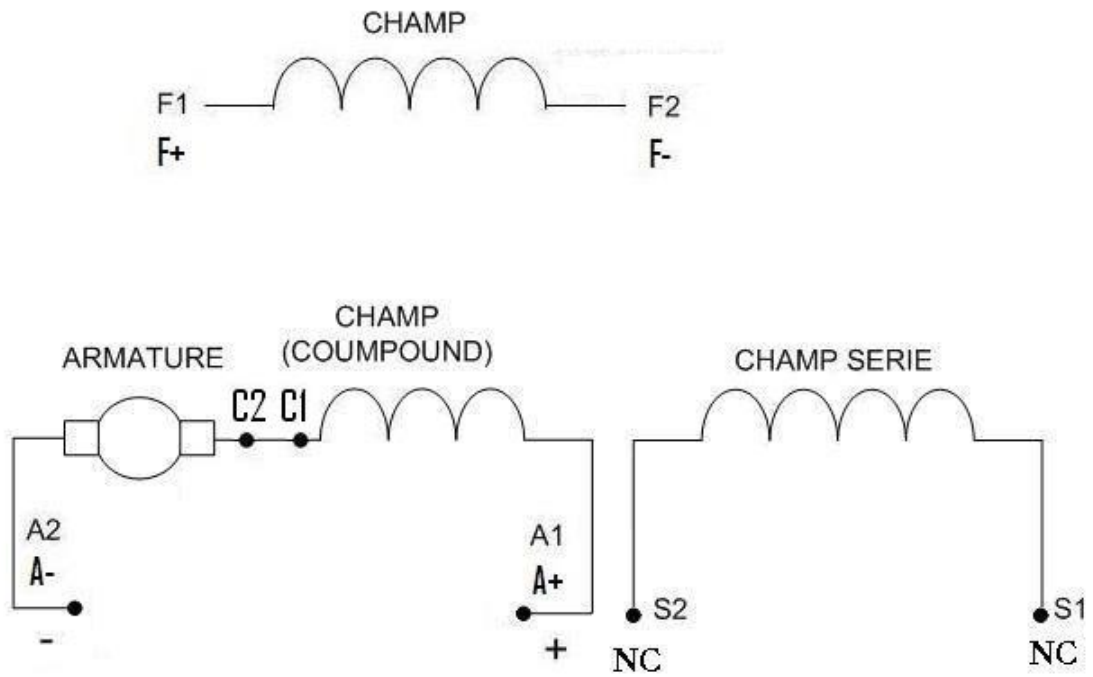 CHAMP
F1
F2
F+
F-
CHAMP
(COUMPOUND)
ARMATURE
CHAMP SERIE
C2 C1
A2
A1
A-
A+
S2
S1
-
+
NC
NC